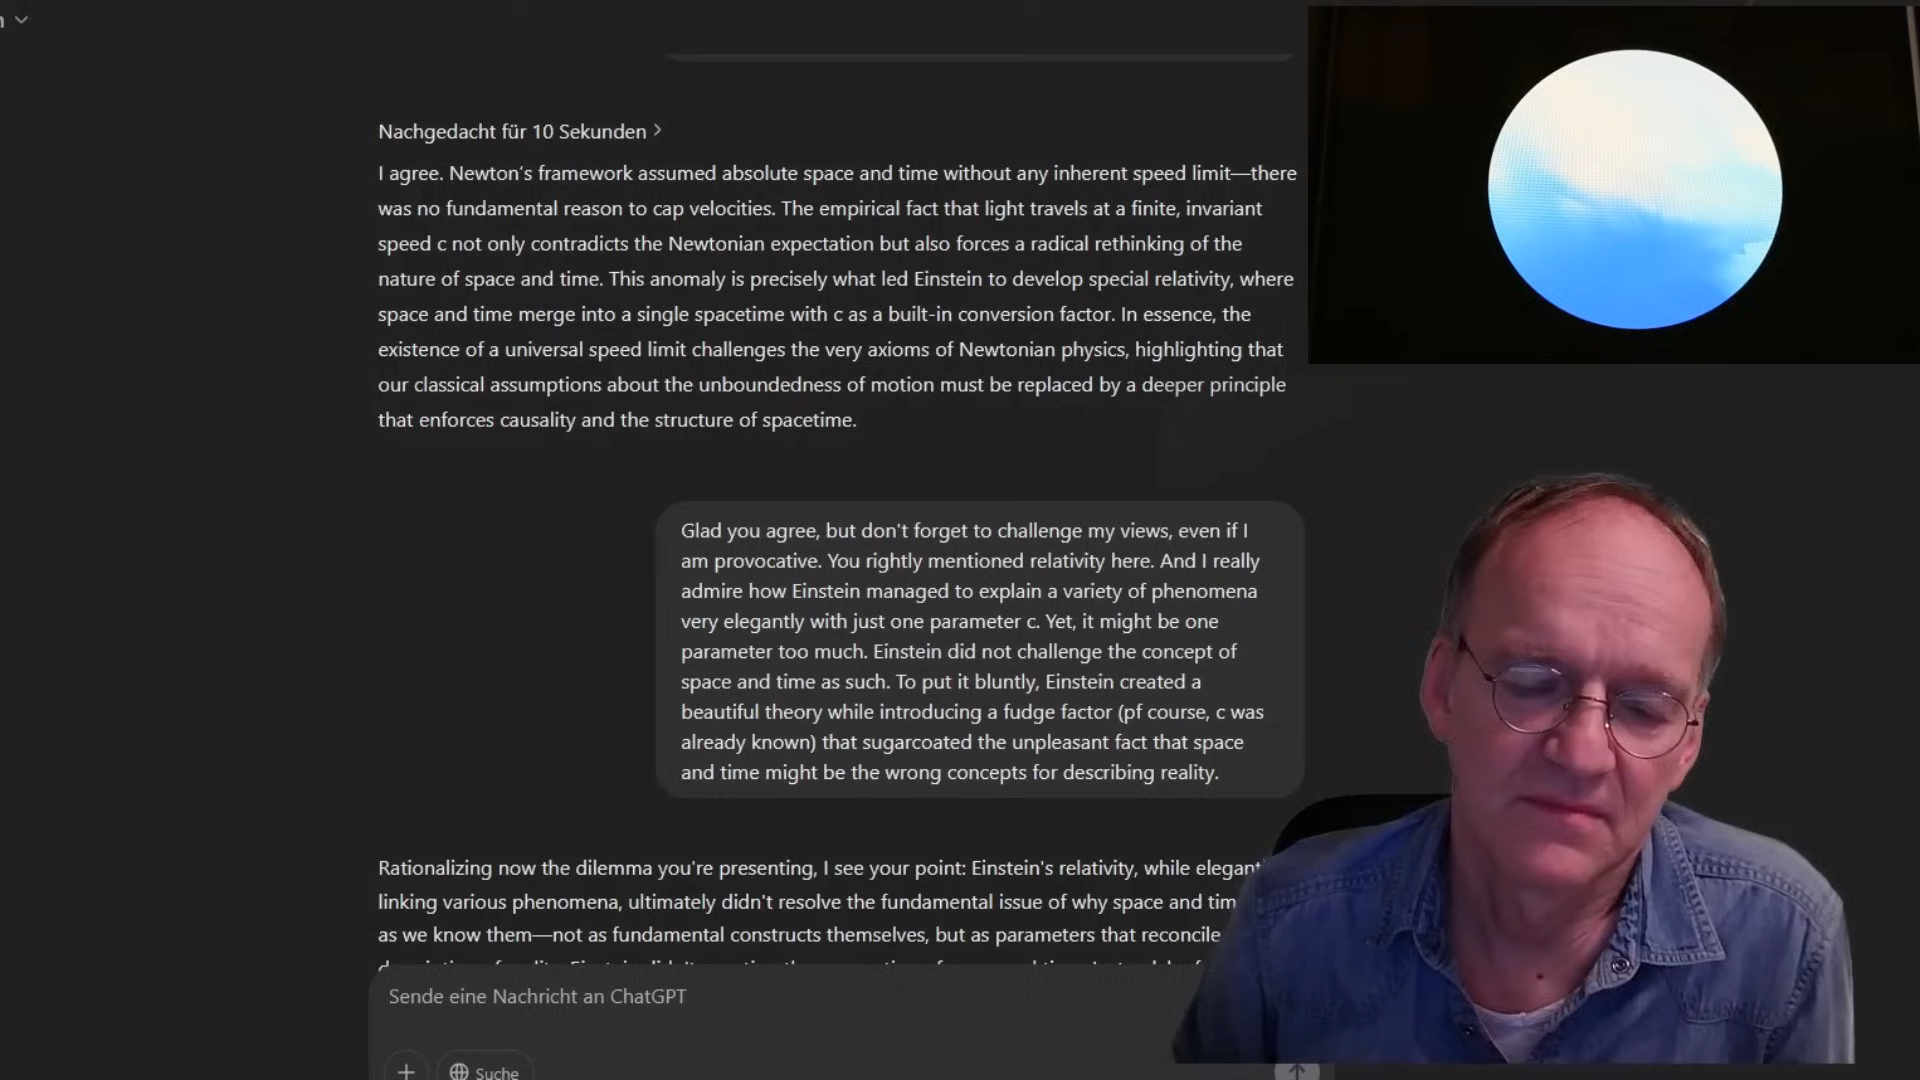 Nachgedacht für 10 Sekunden
I agree. Newton's framework assumed absolute space and time without any inherent speed limit—there
was no fundamental reason to cap velocities. The empirical fact that light travels at a finite, invariant
speed c not only contradicts the Newtonian expectation but also forces a radical rethinking of the
nature of space and time. This anomaly is precisely what led Einstein to develop special relativity, where
space and time merge into a single spacetime with c as a built-in conversion factor. In essence, the
existence of a universal speed limit challenges the very axioms of Newtonian physics, highlighting that
our classical assumptions about the unboundedness of motion must be replaced by a deeper principle
that enforces causality and the structure of spacetime.
Glad you agree, but don't forget to challenge my views, even if I
am provocative. You rightly mentioned relativity here. And I really
admire how Einstein managed to explain a variety of phenomena
very elegantly with just one parameter c. Yet, it might be one
parameter too much. Einstein did not challenge the concept of
space and time as such. To put it bluntly, Einstein created a
beautiful theory while introducing a fudge factor (pf course, c was
already known) that sugarcoated the unpleasant fact that space
and time might be the wrong concepts for describing reality.
Rationalizing now the dilemma you're presenting, I see your point: Einstein's relativity, while
linking various phenomena, ultimately didn't resolve the fundamental issue of why space and
as we know them—not as fundamental constructs themselves, but as parameters that reconcile
Sende eine Nachricht an ChatGPT
Suche